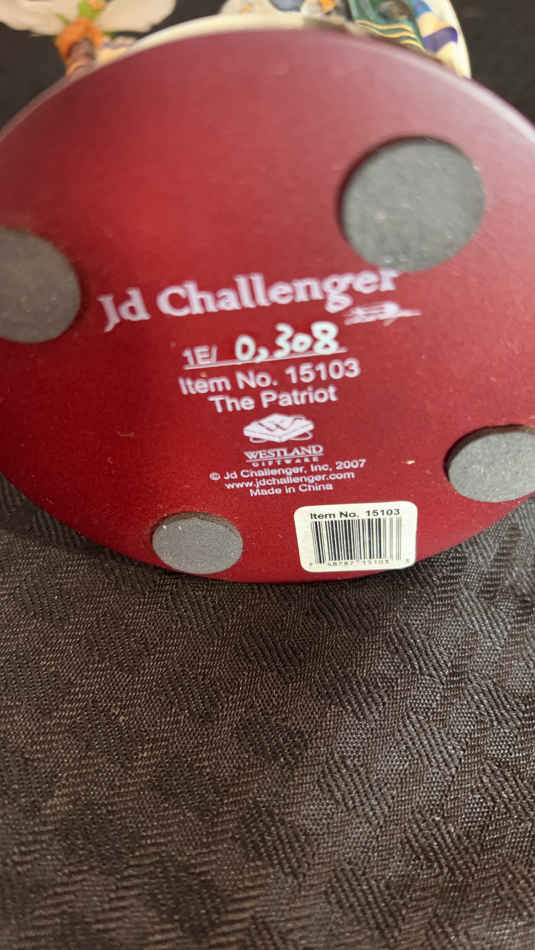 Jd Challenger
1E/ 0,308
Item No. 15103
The Patriot
WESTLAND
GIFTWARE
© Jd Challenger, Inc, 2007
www.jdchallenger.com
Made in China
Item No. 15103